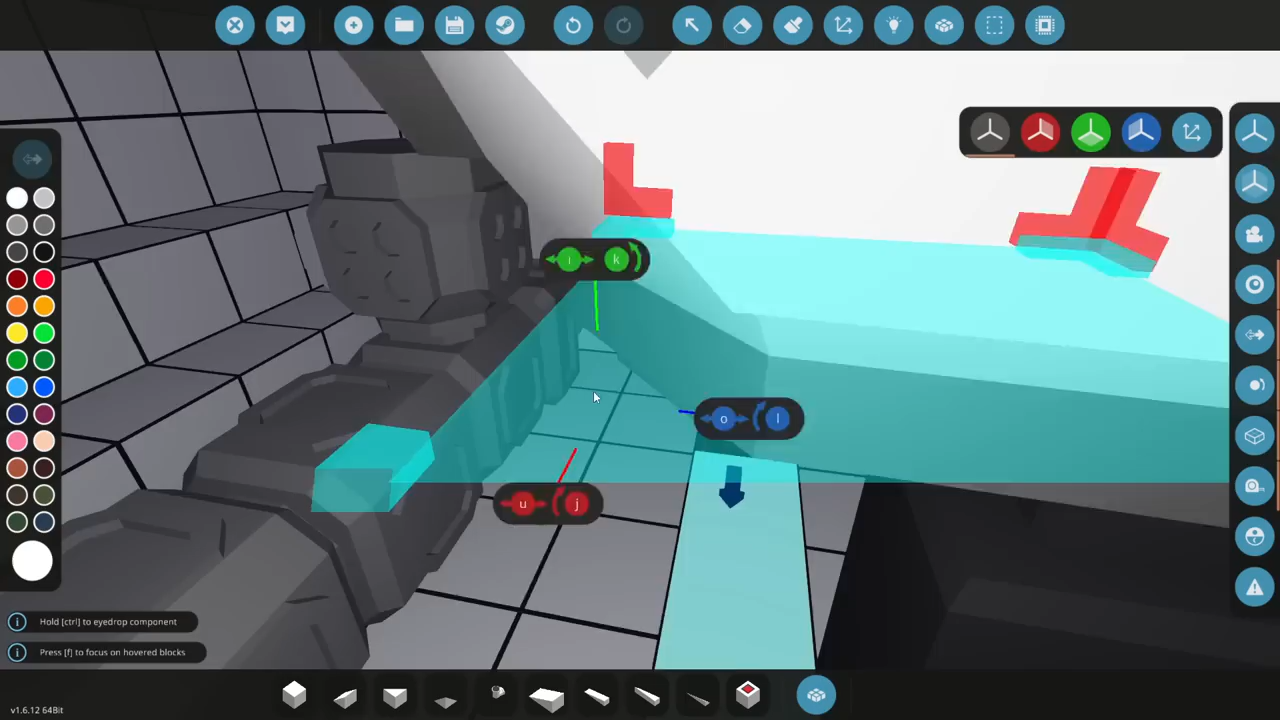 i k
o l
u j
Hold [ctrl] to eyedrop component
Press [f] to focus on hovered blocks
v1.6.12 64Bit